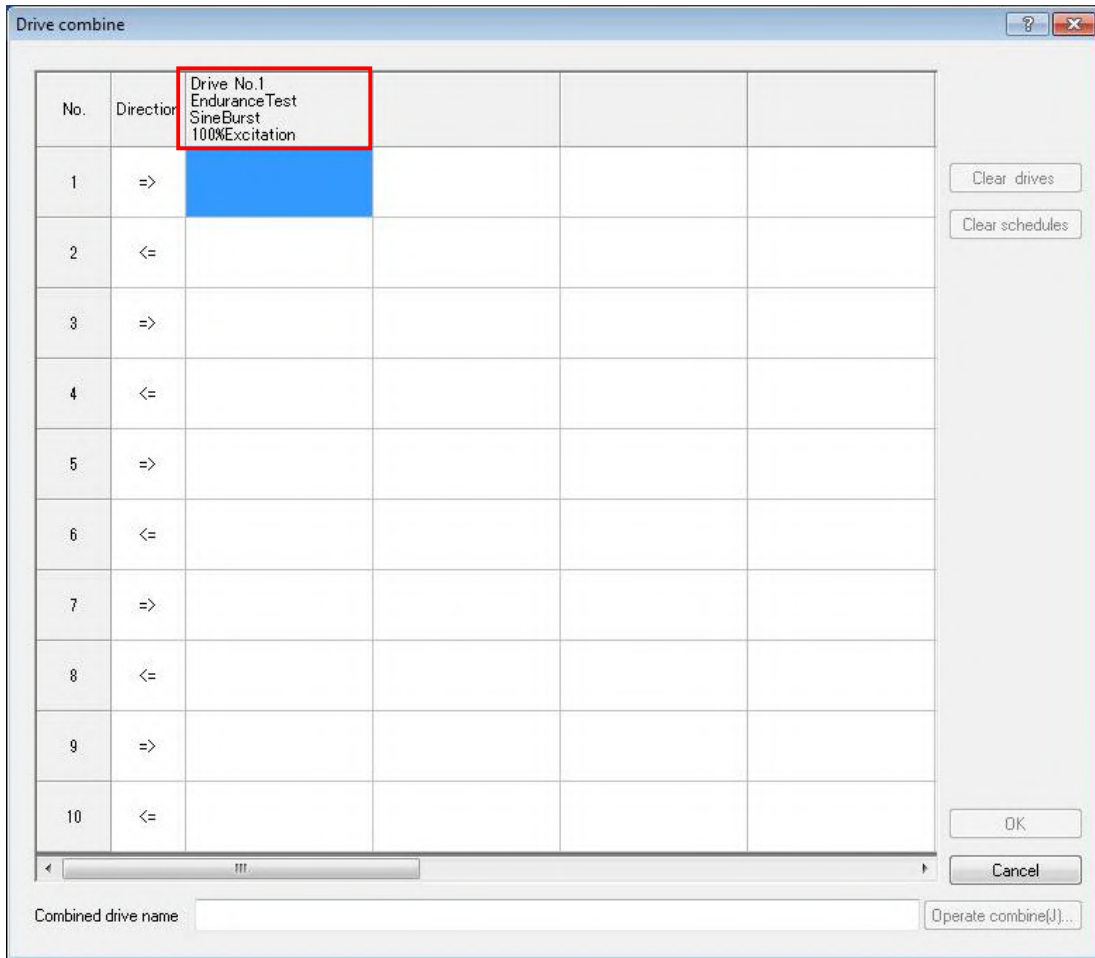 Drive combine
No.
Direction
Drive No.1
EnduranceTest
SineBurst
100%Excitation
1 =>
2 <=
3 =>
4 <=
5 =>
6 <=
7 =>
8 <=
9 =>
10 <=
Clear drives
Clear schedules
OK
Cancel
Combined drive name
Operate combine(J)...